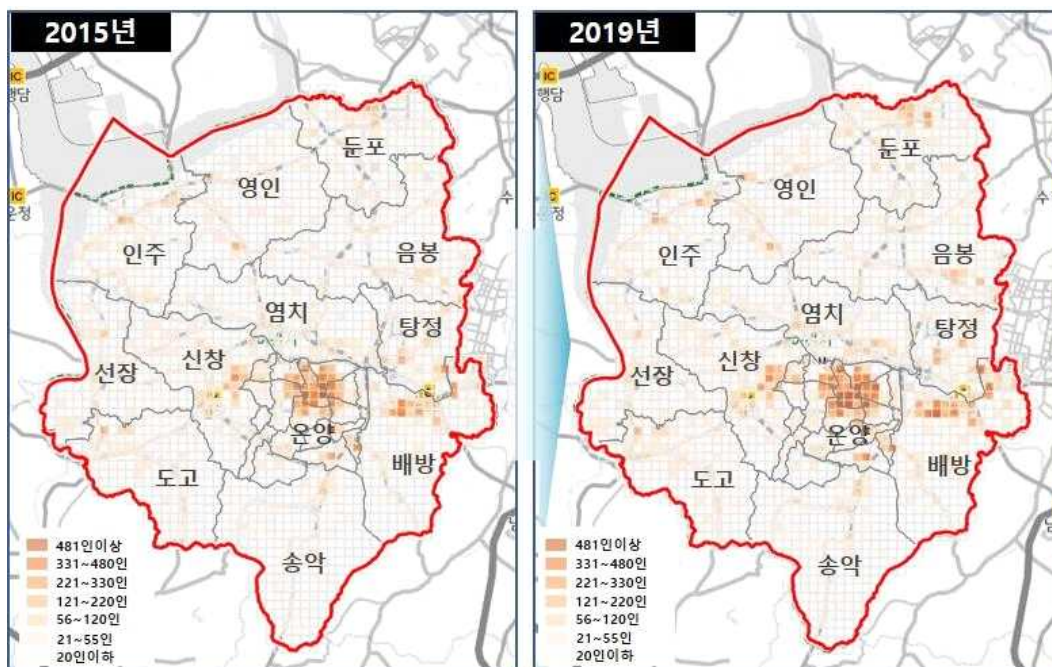 2015년
IC
행담
IC
둔포
영인
인주
음봉
염치
탕정
신창
선장
온양
배방
도고
송악
481인이상
331~480인
221~330인
121~220인
56~120인
21~55인
20인이하
2019년
IC
행담
IC
둔포
영인
인주
음봉
염치
탕정
신창
선장
온양
배방
도고
송악
481인이상
331~480인
221~330인
121~220인
56~120인
21~55인
20인이하